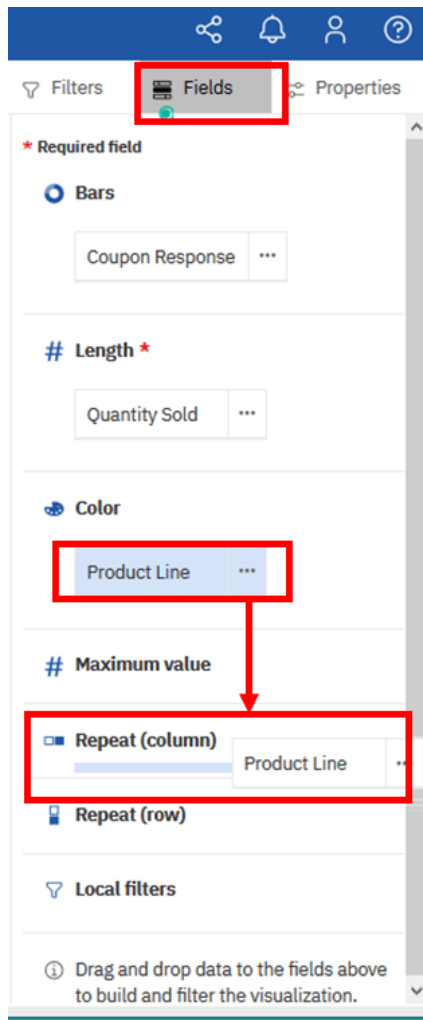 Filters
Fields
Properties
* Required field
Bars
Coupon Response ...
# Length *
Quantity Sold ...
Color
Product Line ...
# Maximum value
Repeat (column)
Product Line ...
Repeat (row)
Local filters
Drag and drop data to the fields above
to build and filter the visualization.